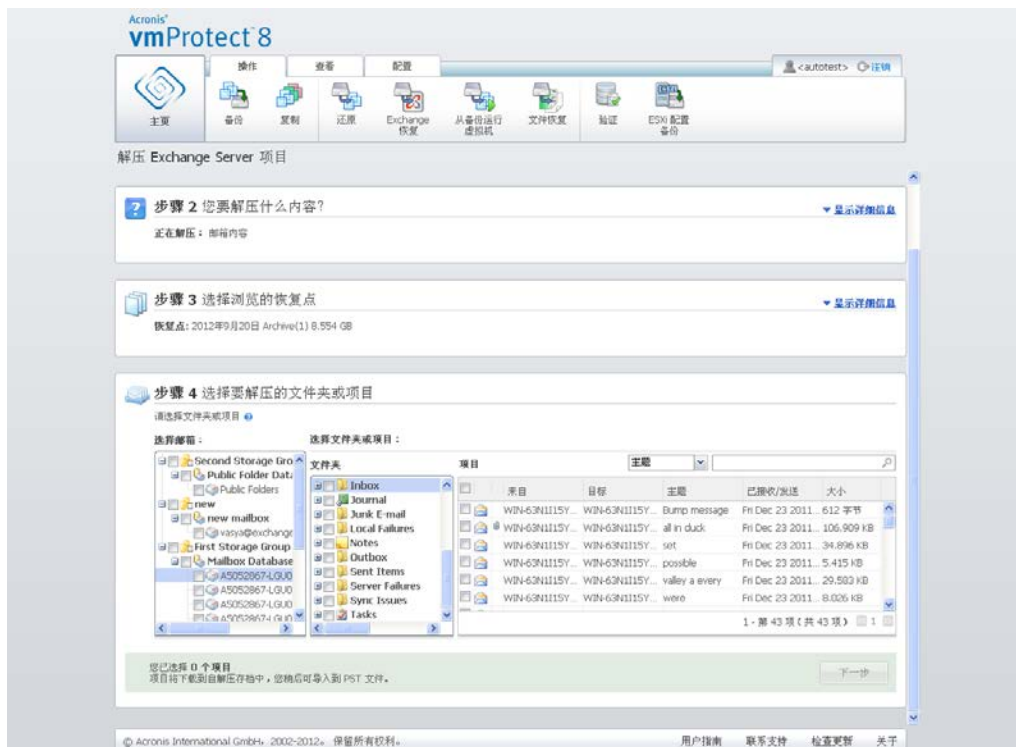 Acronis®
vmProtect 8
操作 查看 配置
<autotest> 注销
主页
备份
复制
还原
Exchange 恢复
从备份运行虚拟机
文件恢复
验证
ESXi 配置备份
解压 Exchange Server 项目
步骤 2 您要解压什么内容?
显示详细信息
正在解压： 邮箱内容
步骤 3 选择浏览的恢复点
显示详细信息
恢复点: 2012年9月20日 Archive(1) 8.554 GB
步骤 4 选择要解压的文件夹或项目
请选择文件夹或项目
选择邮箱：
Second Storage Gro
Public Folder Data
Public Folders
new
new mailbox
vasya@exchange
First Storage Group
Mailbox Database
A5052867-LGU0
A5052867-LGU0
A5052867-LGU0
A5052867-LGU0
选择文件夹或项目：
文件夹
Inbox
Journal
Junk E-mail
Local Failures
Notes
Outbox
Sent Items
Server Failures
Sync Issues
Tasks
项目 主题
来自 目标 主题 已接收/发送 大小
WIN-63N1I15Y... WIN-63N1I15Y... Bump message Fri Dec 23 2011... 612 字节
WIN-63N1I15Y... WIN-63N1I15Y... all in duck Fri Dec 23 2011... 106.909 KB
WIN-63N1I15Y... WIN-63N1I15Y... set Fri Dec 23 2011... 34.896 KB
WIN-63N1I15Y... WIN-63N1I15Y... possible Fri Dec 23 2011... 5.415 KB
WIN-63N1I15Y... WIN-63N1I15Y... valley a every Fri Dec 23 2011... 29.583 KB
WIN-63N1I15Y... WIN-63N1I15Y... were Fri Dec 23 2011... 8.026 KB
1 - 第 43 项 ( 共 43 项 ) 1
您已选择 0 个项目
项目将下载到自解压存档中，您稍后可导入到 PST 文件。
下一步
© Acronis International GmbH，2002-2012。 保留所有权利。
用户指南 联系支持 检查更新 关于